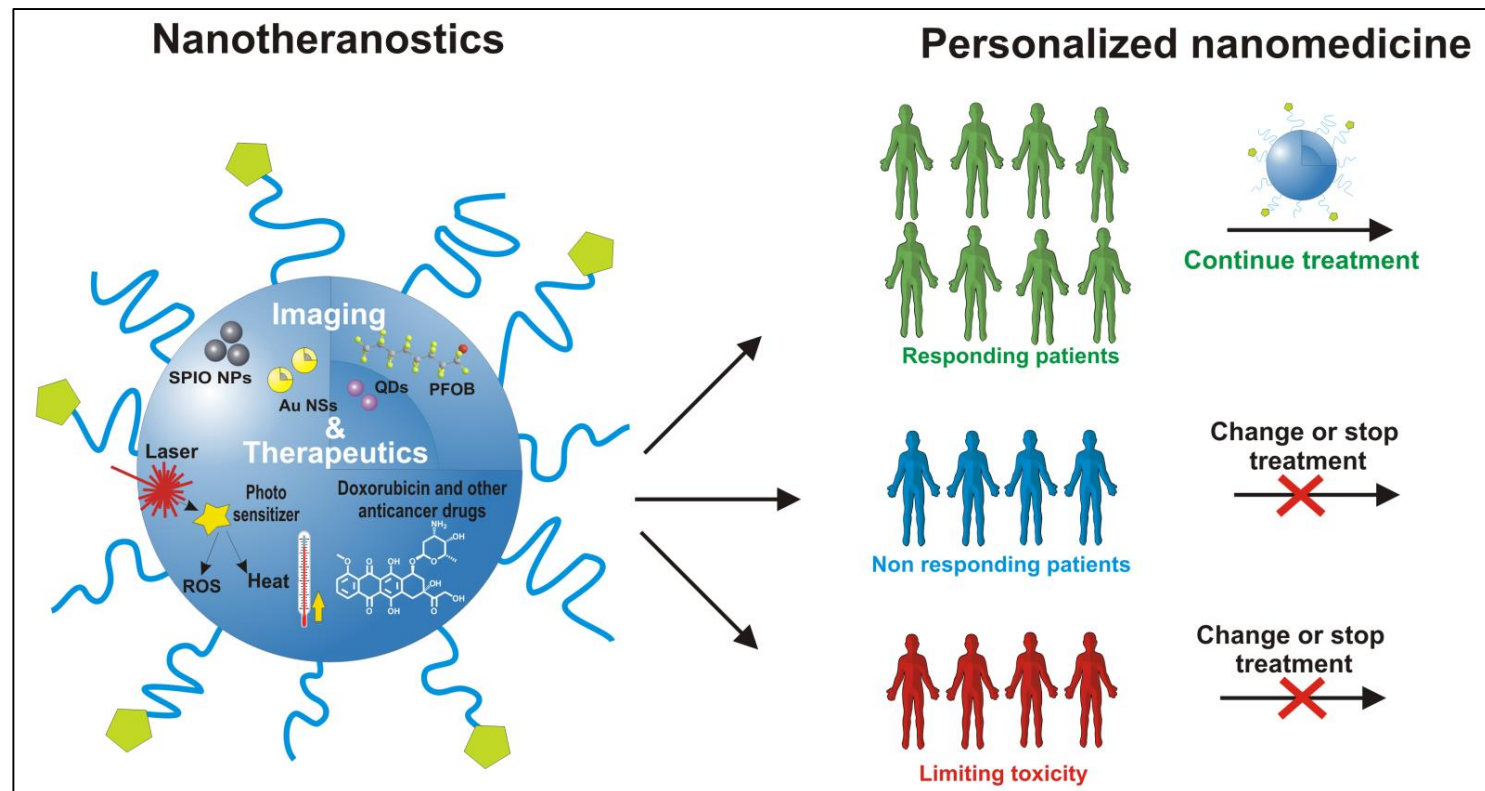 Nanotheranostics
Imaging
SPIO NPs
Au NSs
QDs
PFOB
&
Therapeutics
Laser
Photo
sensitizer
ROS
Heat
Doxorubicin and other
anticancer drugs
NH2
OH
O
O
O
O
OH
OH
OH
O
O
OH
OH
Personalized nanomedicine
Responding patients
Continue treatment
Non responding patients
Change or stop
treatment
Limiting toxicity
Change or stop
treatment